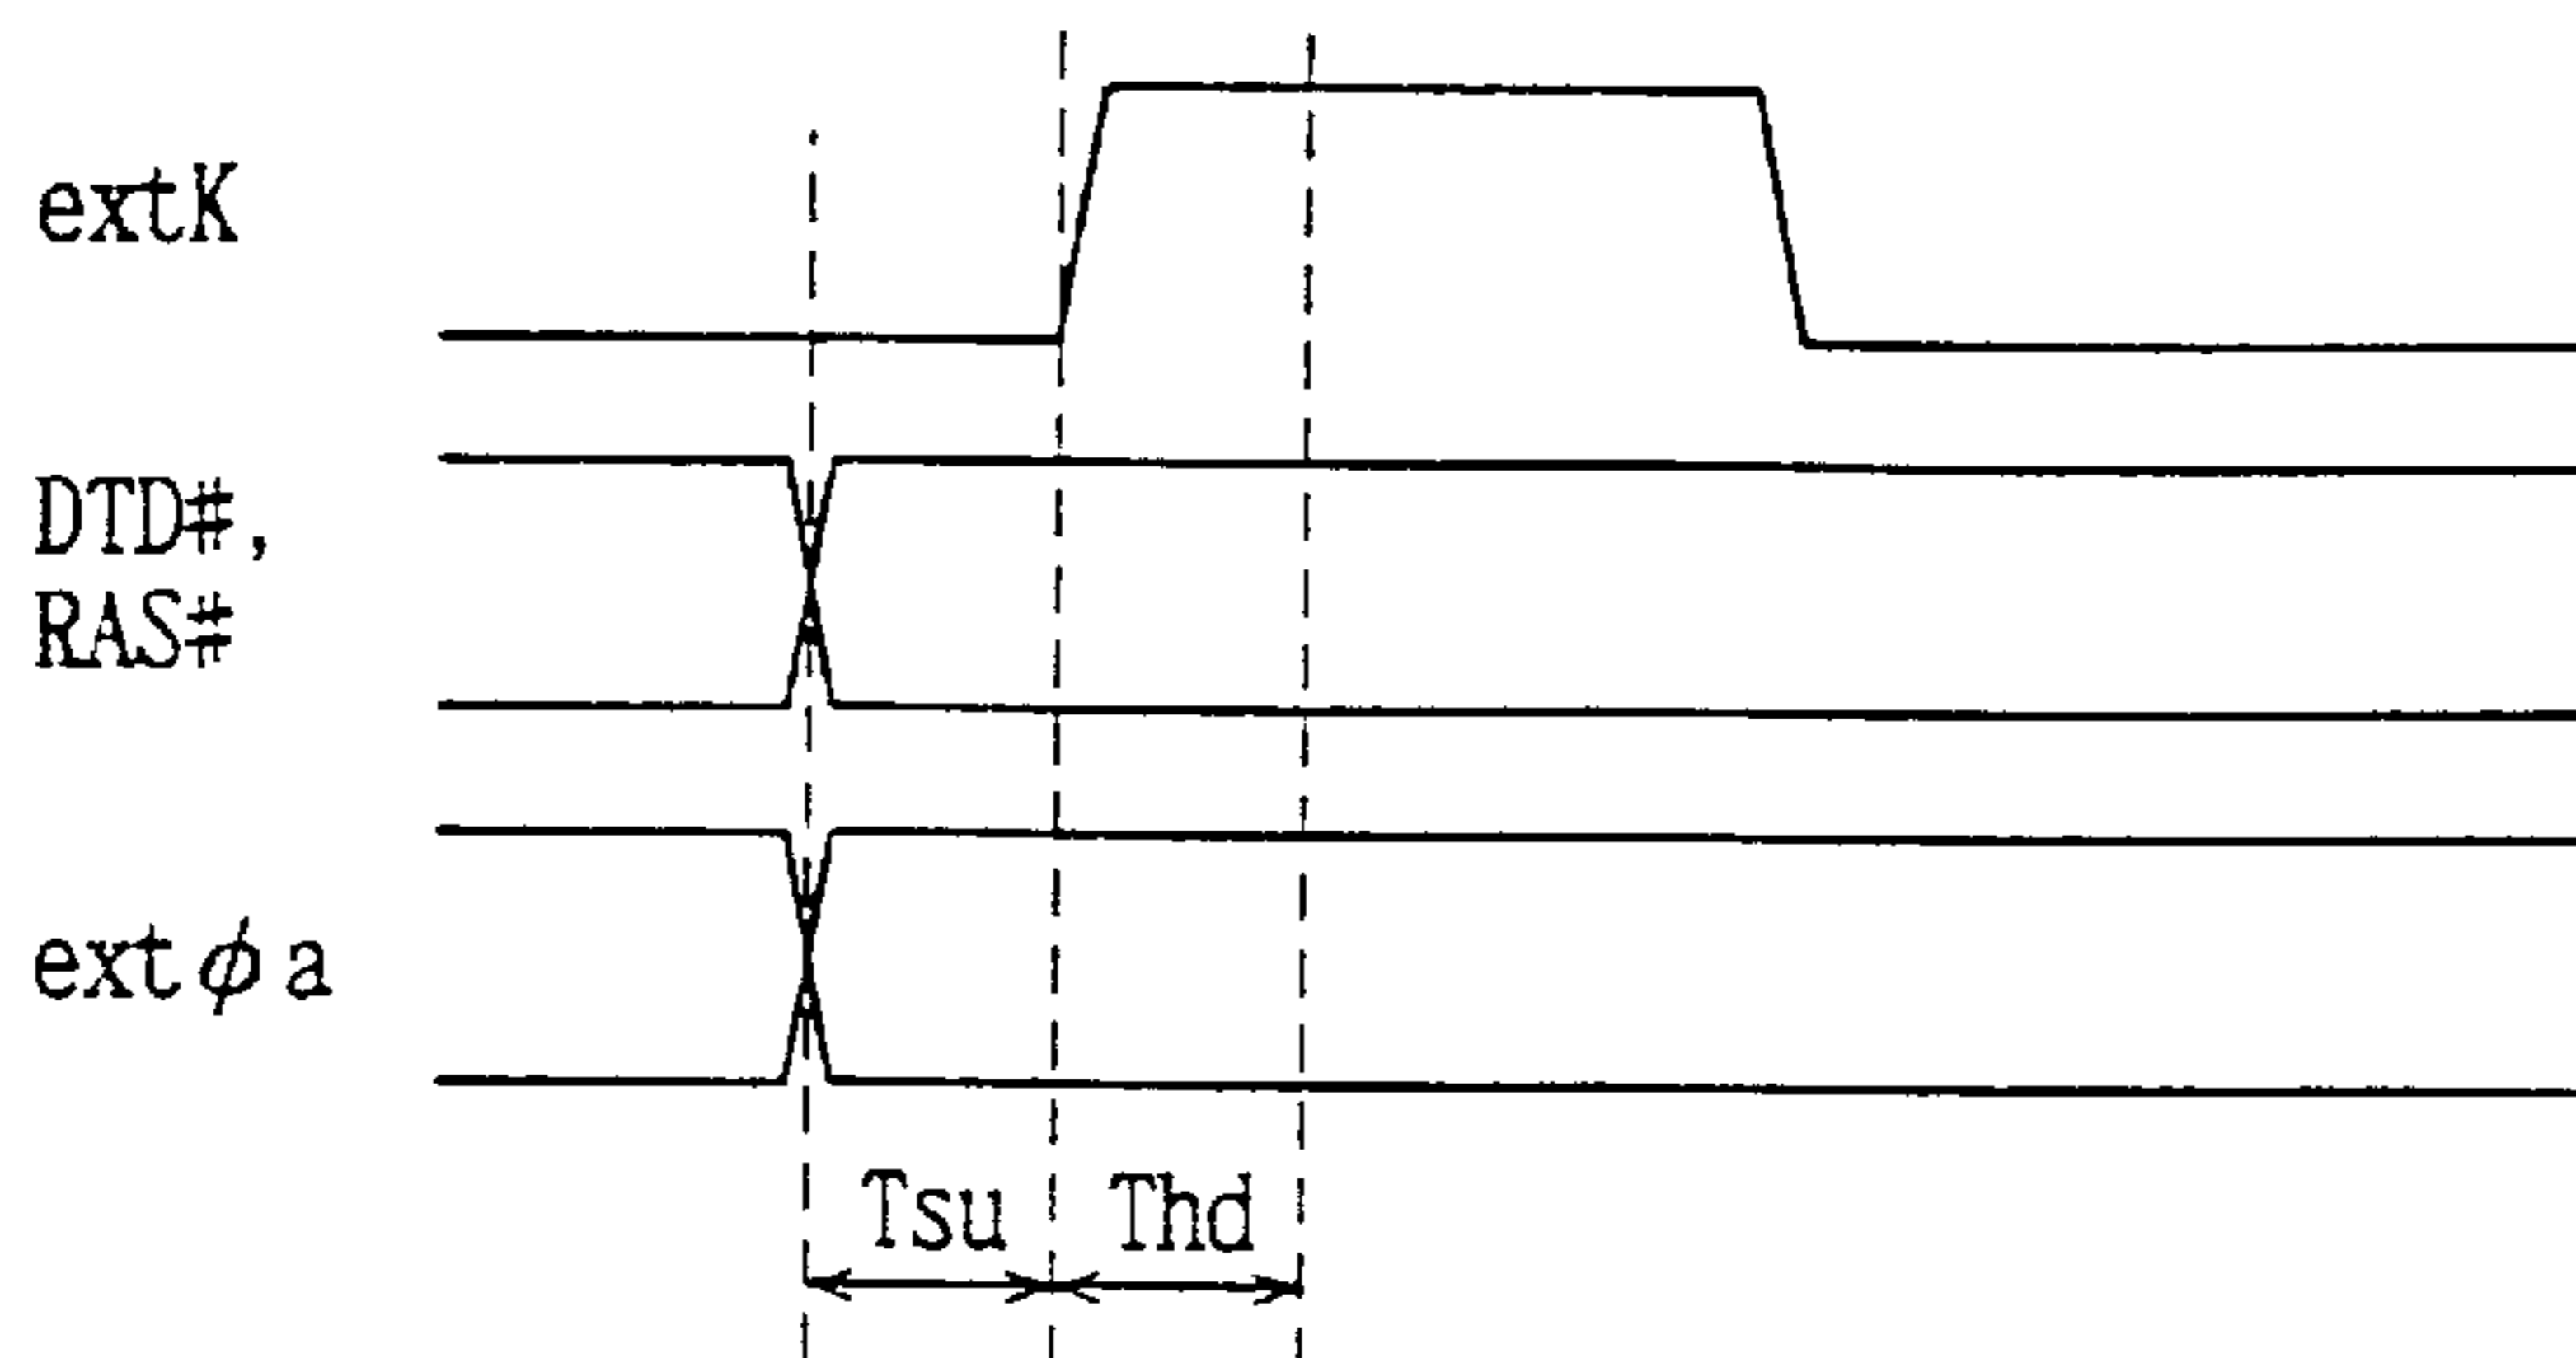 extK
DTD#,
RAS#
extφa
Tsu Thd